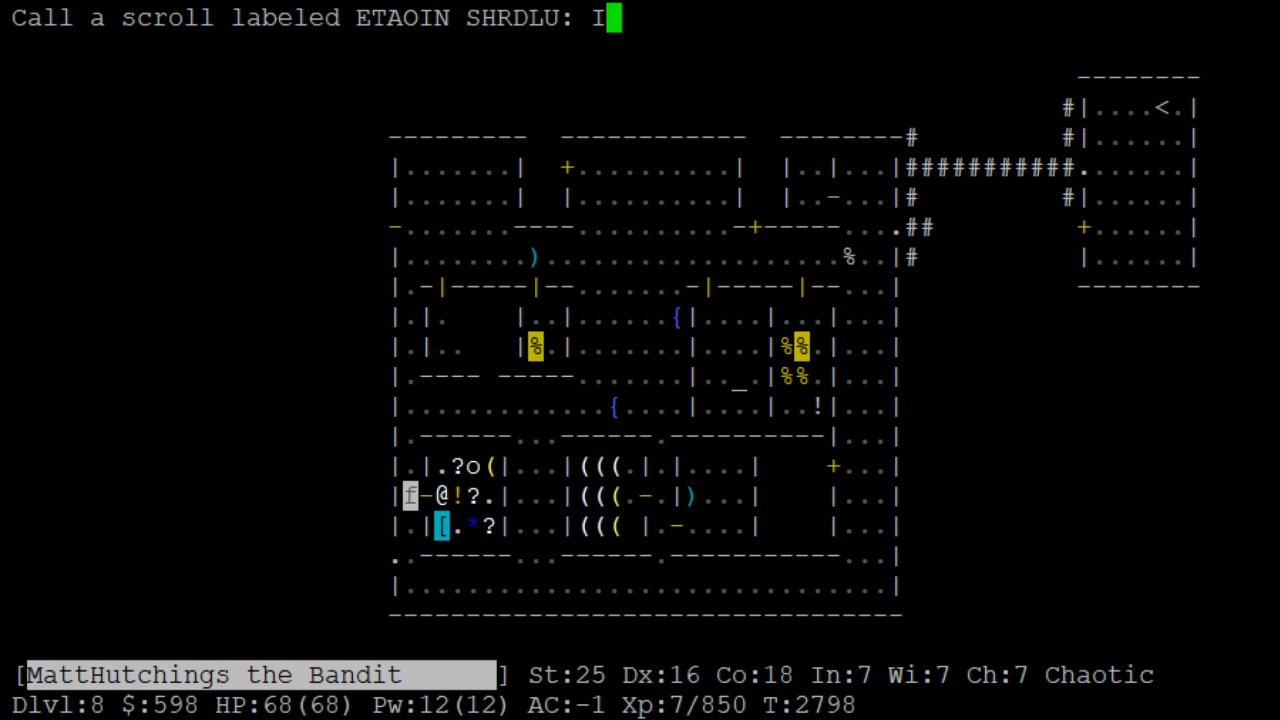 Call a scroll labeled ETAOIN SHRDLU: I
--------
#|....<.|
--------- ------------ --------# #|......|
|.......| +..........| |..|...|###########.......|
|.......| |..........| |..-...|# #|......|
-.......----..........-+-----....## +......|
|........)...................%..|# |......|
|.-|-----|--.......-|-----|--...| --------
|.|. |..|......{|....|...|...|
|.|.. |%.|.......|....|%%.|...|
|.---- -----.......|.._.|%%.|...|
|.............{....|....|..!|...|
|.------...------.----------|...|
|.|.?o(|...|(((.|.|....| +...|
|f-@!?.|...|(((.-.|)...| |...|
|.|[.*?|...|((( |.-....| |...|
..------...------.-----------...|
|...............................|
---------------------------------
[MattHutchings the Bandit ] St:25 Dx:16 Co:18 In:7 Wi:7 Ch:7 Chaotic
Dlvl:8 $:598 HP:68(68) Pw:12(12) AC:-1 Xp:7/850 T:2798